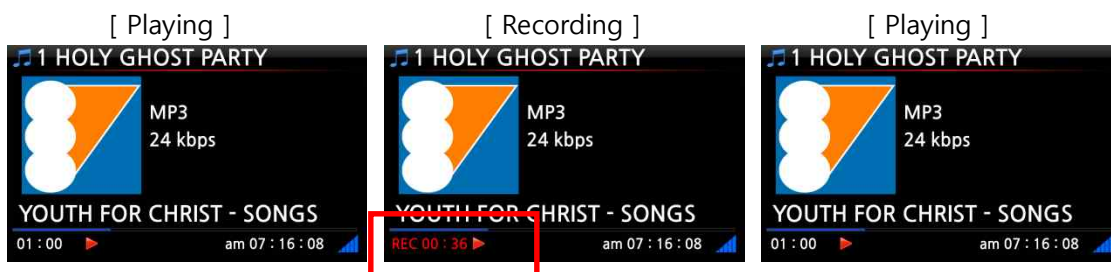 [ Playing ]
1 HOLY GHOST PARTY
MP3
24 kbps
YOUTH FOR CHRIST - SONGS
01 : 00 am 07 : 16 : 08
[ Recording ]
1 HOLY GHOST PARTY
MP3
24 kbps
YOUTH FOR CHRIST - SONGS
REC 00 : 36 am 07 : 16 : 08
[ Playing ]
1 HOLY GHOST PARTY
MP3
24 kbps
YOUTH FOR CHRIST - SONGS
01 : 00 am 07 : 16 : 08